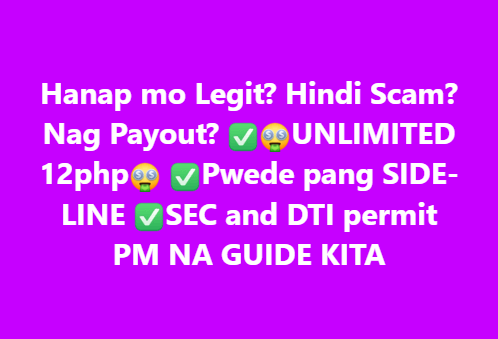 Hanap mo Legit? Hindi Scam?
Nag Payout? ✅🤑UNLIMITED
12php🤑 ✅Pwede pang SIDE-
LINE ✅SEC and DTI permit
PM NA GUIDE KITA